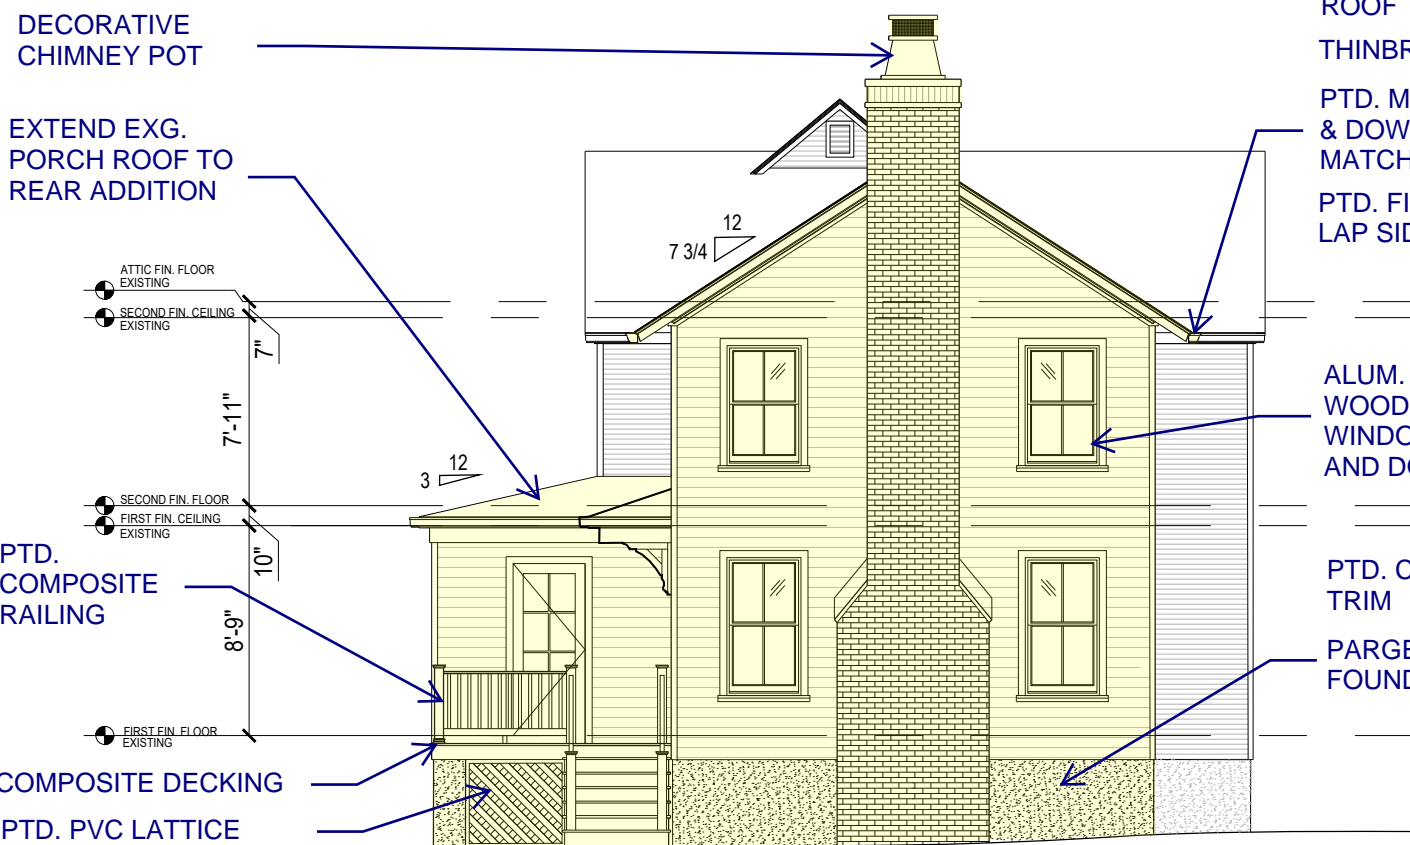 DECORATIVE
CHIMNEY POT
EXTEND EXG.
PORCH ROOF TO
REAR ADDITION
12
7 3/4
ATTIC FIN. FLOOR
EXISTING
SECOND FIN. CEILING
EXISTING
7"
7'-11"
12
3
SECOND FIN. FLOOR
FIRST FIN. CEILING
EXISTING
10"
PTD.
COMPOSITE
RAILING
8'-9"
FIRST FIN. FLOOR
EXISTING
COMPOSITE DECKING
PTD. PVC LATTICE
ROOF
THINBR
PTD. M
& DOW
MATCH
PTD. FI
LAP SID
ALUM.
WOOD
WINDO
AND DO
PTD. C
TRIM
PARGE
FOUND